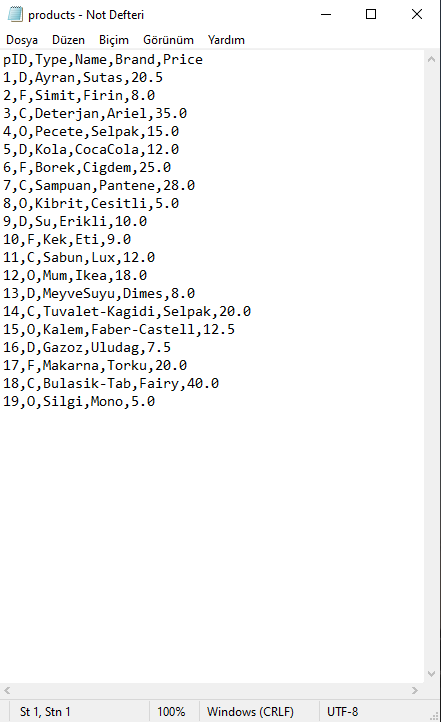 products - Not Defteri
Dosya Düzen Biçim Görünüm Yardım
pID,Type,Name,Brand,Price
1,D,Ayran,Sutas,20.5
2,F,Simit,Firin,8.0
3,C,Deterjan,Ariel,35.0
4,O,Pecete,Selpak,15.0
5,D,Kola,CocaCola,12.0
6,F,Borek,Cigdem,25.0
7,C,Sampuan,Pantene,28.0
8,O,Kibrit,Cesitli,5.0
9,D,Su,Erikli,10.0
10,F,Kek,Eti,9.0
11,C,Sabun,Lux,12.0
12,O,Mum,Ikea,18.0
13,D,MeyveSuyu,Dimes,8.0
14,C,Tuvalet-Kagidi,Selpak,20.0
15,O,Kalem,Faber-Castell,12.5
16,D,Gazoz,Uludag,7.5
17,F,Makarna,Torku,20.0
18,C,Bulasik-Tab,Fairy,40.0
19,O,Silgi,Mono,5.0
St 1, Stn 1 100% Windows (CRLF) UTF-8